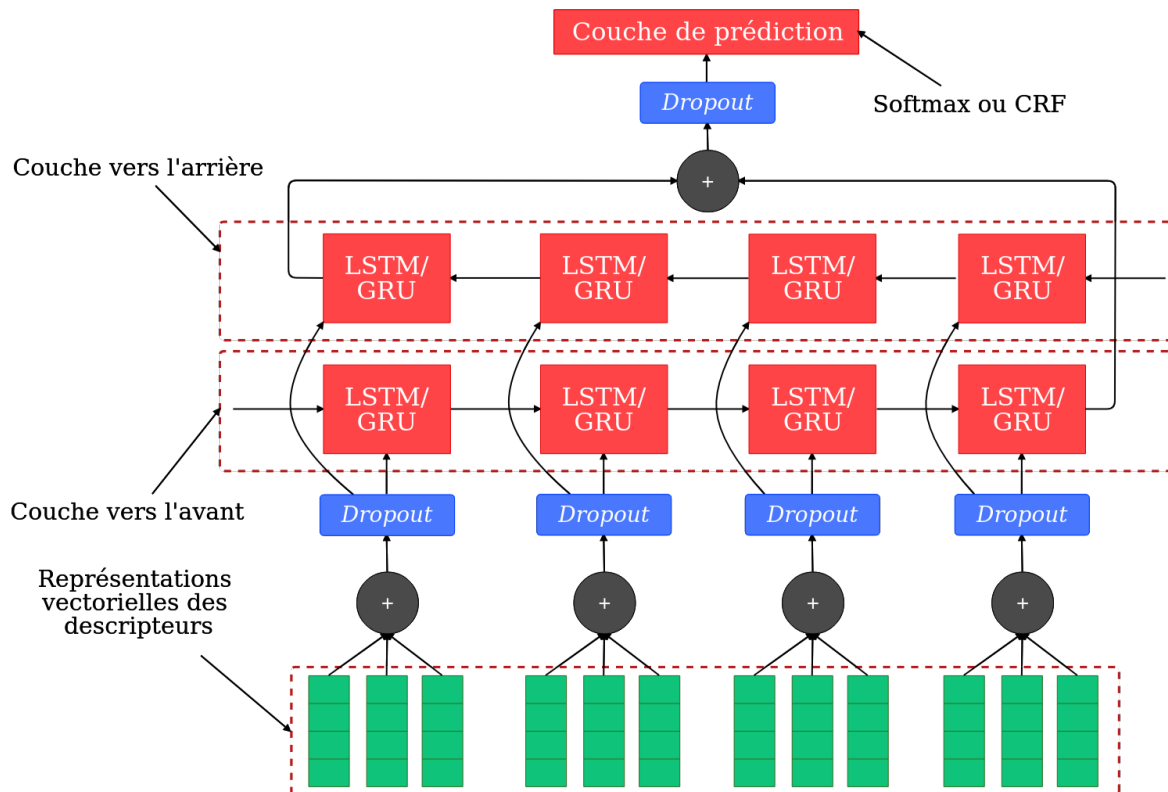 Couche de prédiction
Dropout
Softmax ou CRF
Couche vers l'arrière
+
LSTM/
GRU
LSTM/
GRU
LSTM/
GRU
LSTM/
GRU
LSTM/
GRU
LSTM/
GRU
LSTM/
GRU
LSTM/
GRU
Couche vers l'avant
Dropout
Dropout
Dropout
Dropout
Représentations
vectorielles des
descripteurs
+
+
+
+